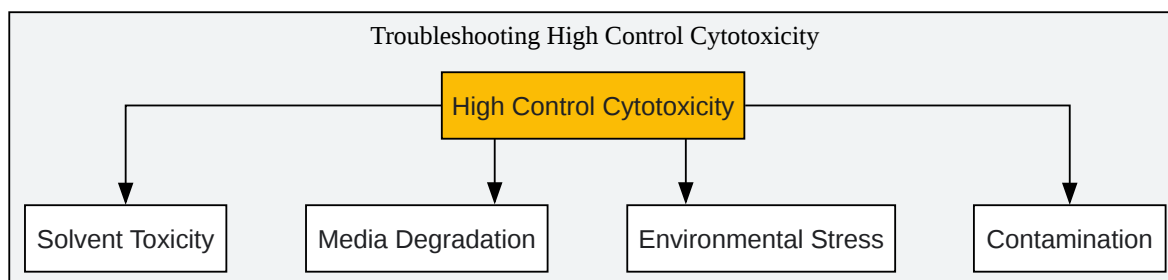 Troubleshooting High Control Cytotoxicity
High Control Cytotoxicity
Solvent Toxicity
Media Degradation
Environmental Stress
Contamination